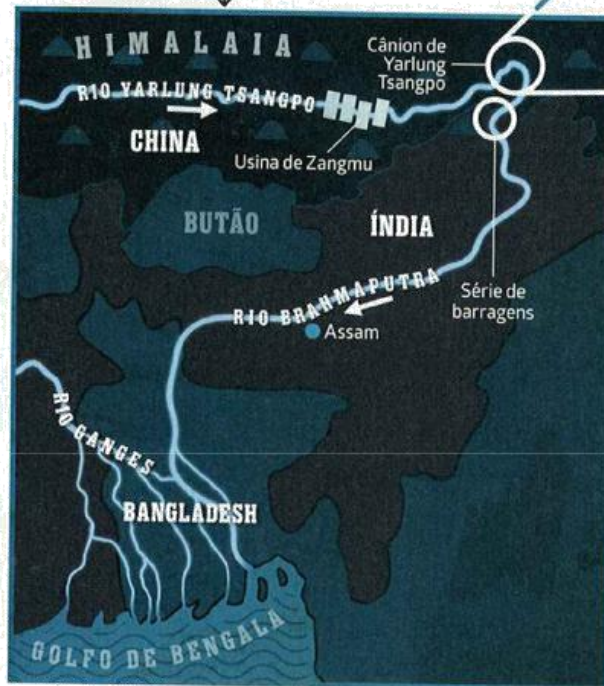 HIMALAIA
Cânion de
Yarlung
Tsangpo
RIO YARLUNG TSANGPO
CHINA
Usina de Zangmu
BUTÃO
ÍNDIA
RIO BRAHMAPUTRA
Série de
barragens
Assam
RIO GANGES
BANGLADESH
GOLFO DE BENGALA